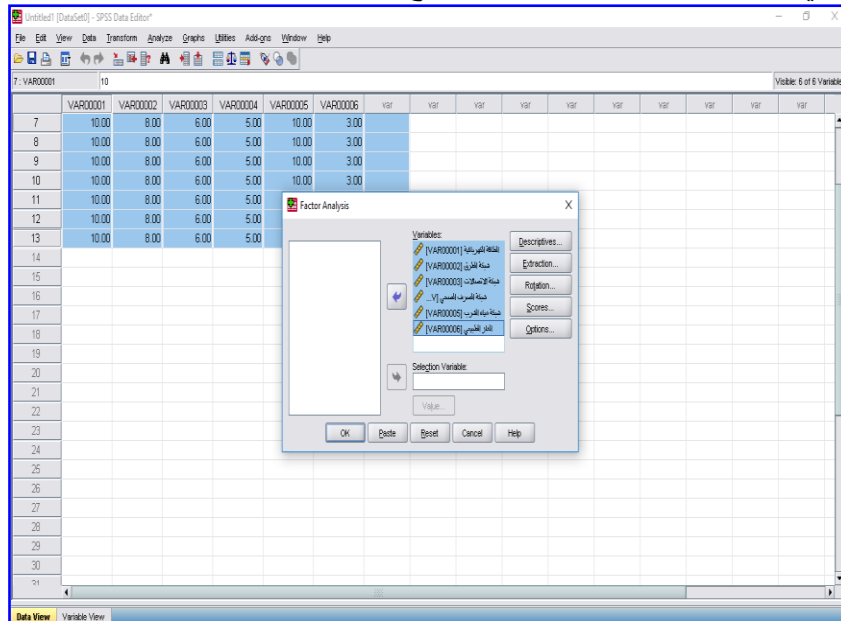 Untitled1 [DataSet0] - SPSS Data Editor*
File Edit View Data Transform Analyze Graphs Utilities Add-ons Window Help
7 : VAR00001 10 Visible: 6 of 6 Variable
VAR00001 VAR00002 VAR00003 VAR00004 VAR00005 VAR00006 var var var var var var var var
7 10.00 8.00 6.00 5.00 10.00 3.00
8 10.00 8.00 6.00 5.00 10.00 3.00
9 10.00 8.00 6.00 5.00 10.00 3.00
10 10.00 8.00 6.00 5.00 10.00 3.00
11 10.00 8.00 6.00 5.00
12 10.00 8.00 6.00 5.00
13 10.00 8.00 6.00 5.00
14
15
16
17
18
19
20
21
22
23
24
25
26
27
28
29
30
31
Factor Analysis X
Variables:
الطاقة الكهربائية [VAR00001]
شبكة الطرق [VAR00002]
شبكة الاتصالات [VAR00003]
شبكة الصرف الصحي [V...
شبكة مياه الشرب [VAR00005]
الغاز الطبيعي [VAR00006]
Descriptives...
Extraction...
Rotation...
Scores...
Options...
Selection Variable:
Value...
OK Paste Reset Cancel Help
Data View Variable View